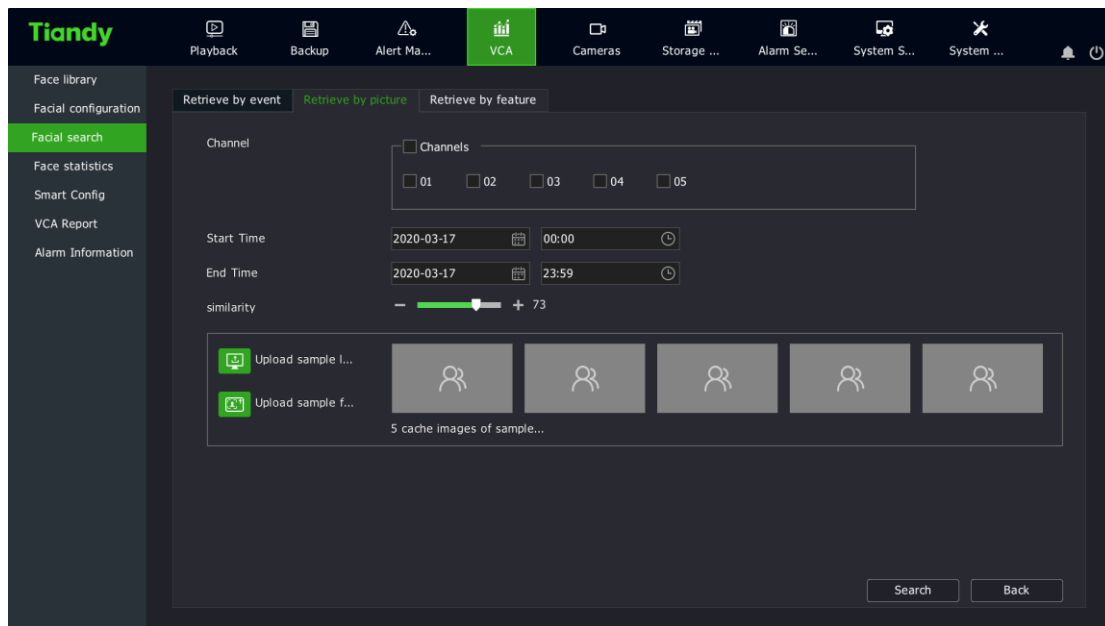 Tiandy
Playback Backup Alert Ma... VCA Cameras Storage ... Alarm Se... System S... System ...
Face library
Facial configuration
Facial search
Face statistics
Smart Config
VCA Report
Alarm Information
Retrieve by event Retrieve by picture Retrieve by feature
Channel
Channels
01 02 03 04 05
Start Time 2020-03-17 00:00
End Time 2020-03-17 23:59
similarity 73
Upload sample l...
Upload sample f...
5 cache images of sample...
Search Back